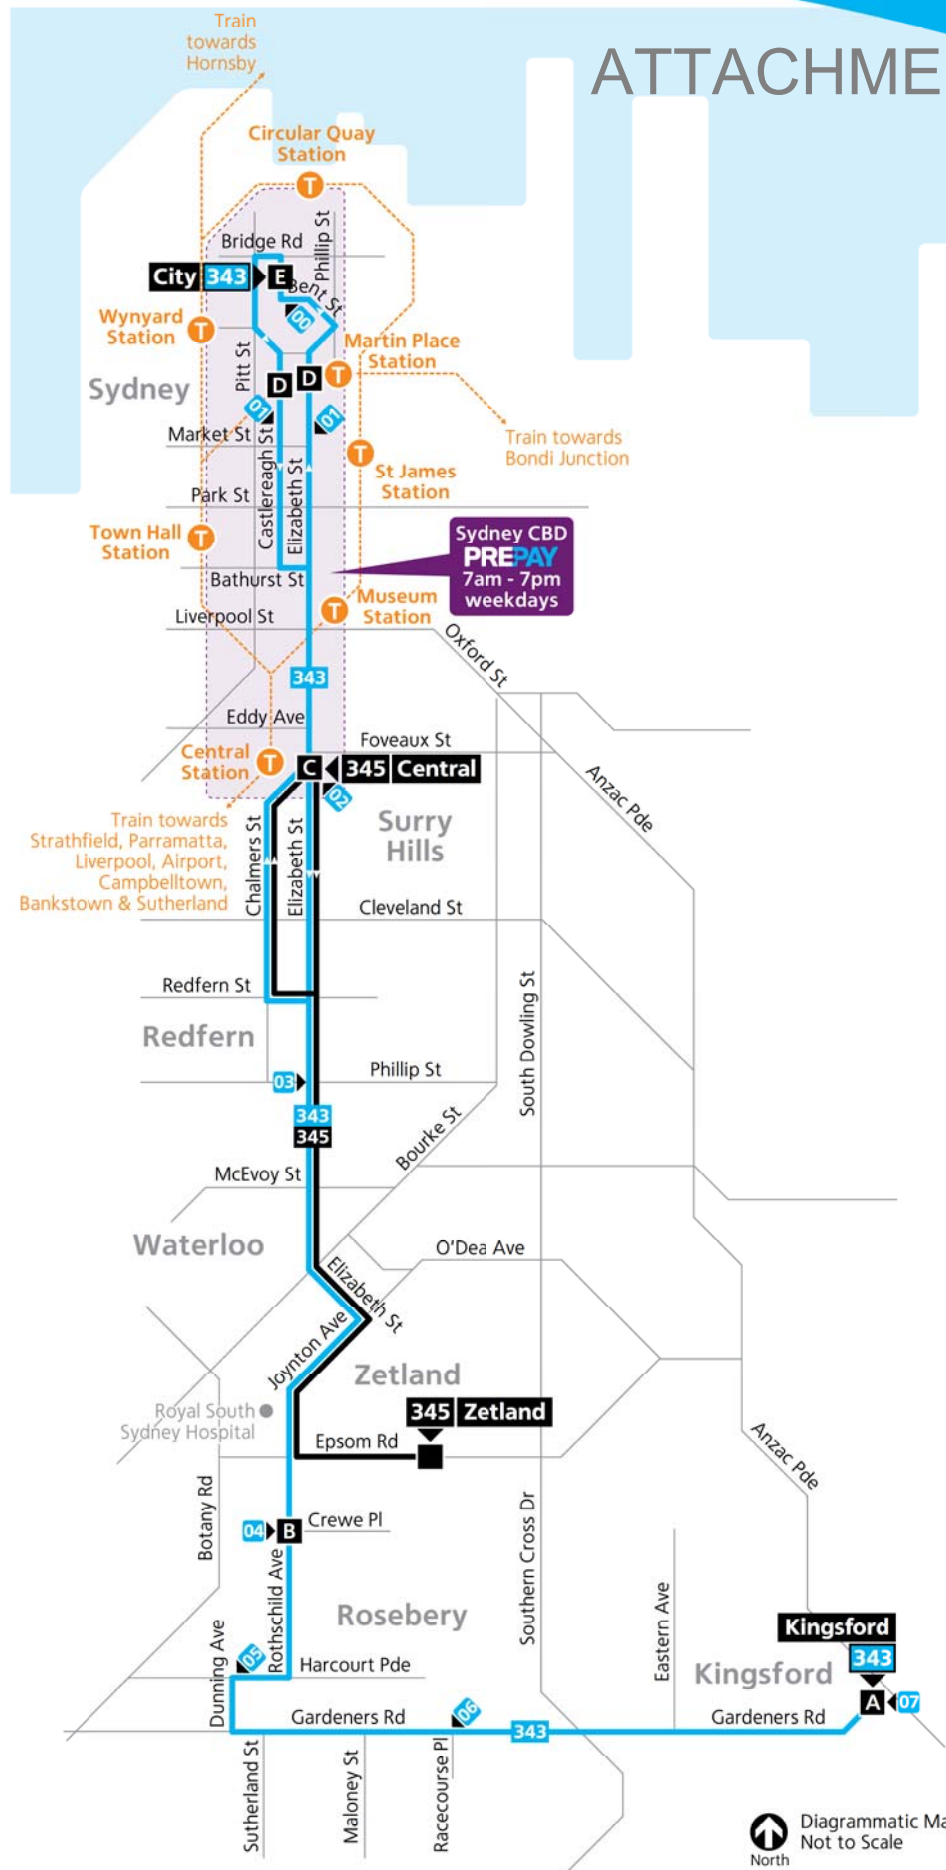 ATTACHME
Train
towards
Hornsby
Circular Quay
Station
T
Phillip St
Bridge Rd
City 343
E
Bent St
00
Wynyard
Station
T
Martin Place
Station
T
Pitt St
D
D
Sydney
01
01
Market St
Train towards
Bondi Junction
T
St James
Station
Castlereagh St
Elizabeth St
Park St
Town Hall
Station
T
Sydney CBD
PREPAY
7am - 7pm
weekdays
Bathurst St
Museum
Station
T
Liverpool St
Oxford St
343
Eddy Ave
Foveaux St
Central
Station
T
C
345 Central
02
Anzac Pde
Train towards
Strathfield, Parramatta,
Liverpool, Airport,
Campbelltown,
Bankstown & Sutherland
Surry
Hills
Chalmers St
Elizabeth St
Cleveland St
Redfern St
South Dowling St
Redfern
03
Phillip St
343
345
Bourke St
McEvoy St
Waterloo
O'Dea Ave
Elizabeth St
Joynton Ave
Zetland
345 Zetland
Royal South
Sydney Hospital
Epsom Rd
Anzac Pde
Botany Rd
04
B
Crewe Pl
Southern Cross Dr
Rothschild Ave
Rosebery
Eastern Ave
Kingsford
343
Dunning Ave
05
Harcourt Pde
Kingsford
A
07
Gardeners Rd
06
343
Gardeners Rd
Sutherland St
Maloney St
Racecourse Pl
North
Diagrammatic Ma
Not to Scale